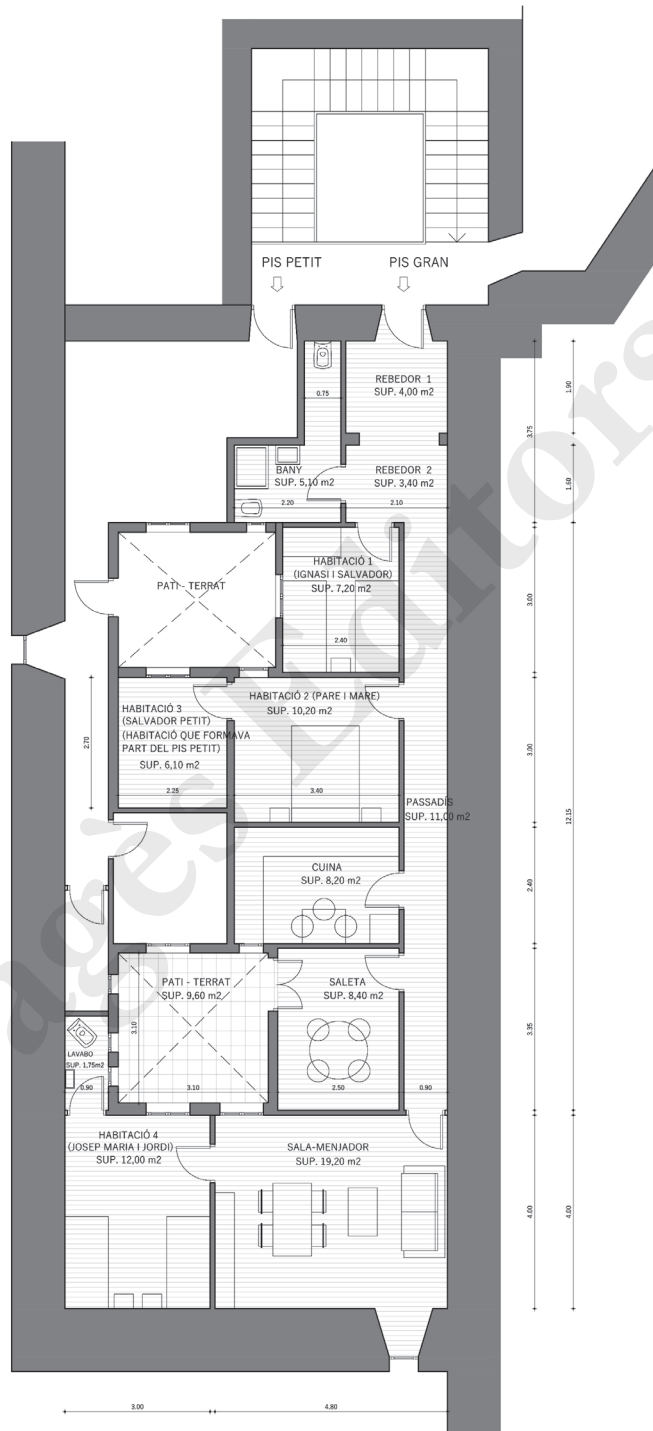 PIS PETIT
PIS GRAN
REBEDOR 1
SUP. 4,00 m2
1.90
0.75
3.75
BANY
SUP. 5,10 m2
REBEDOR 2
SUP. 3,40 m2
1.60
2.20
2.10
HABITACIÓ 1
(IGNASI I SALVADOR)
SUP. 7,20 m2
PATI - TERRAT
3.00
2.40
HABITACIÓ 2 (PARE I MARE)
SUP. 10,20 m2
HABITACIÓ 3
(SALVADOR PETIT)
(HABITACIÓ QUE FORMAVA
PART DEL PIS PETIT)
SUP. 6,10 m2
2.70
3.00
2.25
3.40
PASSADÍS
SUP. 11,00 m2
12.15
CUINA
SUP. 8,20 m2
2.40
PATI - TERRAT
SUP. 9,60 m2
SALETA
SUP. 8,40 m2
3.10
3.35
LAVABO
SUP. 1,75m2
0.90
3.10
2.50
0.90
HABITACIÓ 4
(JOSEP MARIA I JORDI)
SUP. 12,00 m2
SALA-MENJADOR
SUP. 19,20 m2
4.00
4.00
3.00
4.80
agès Editors